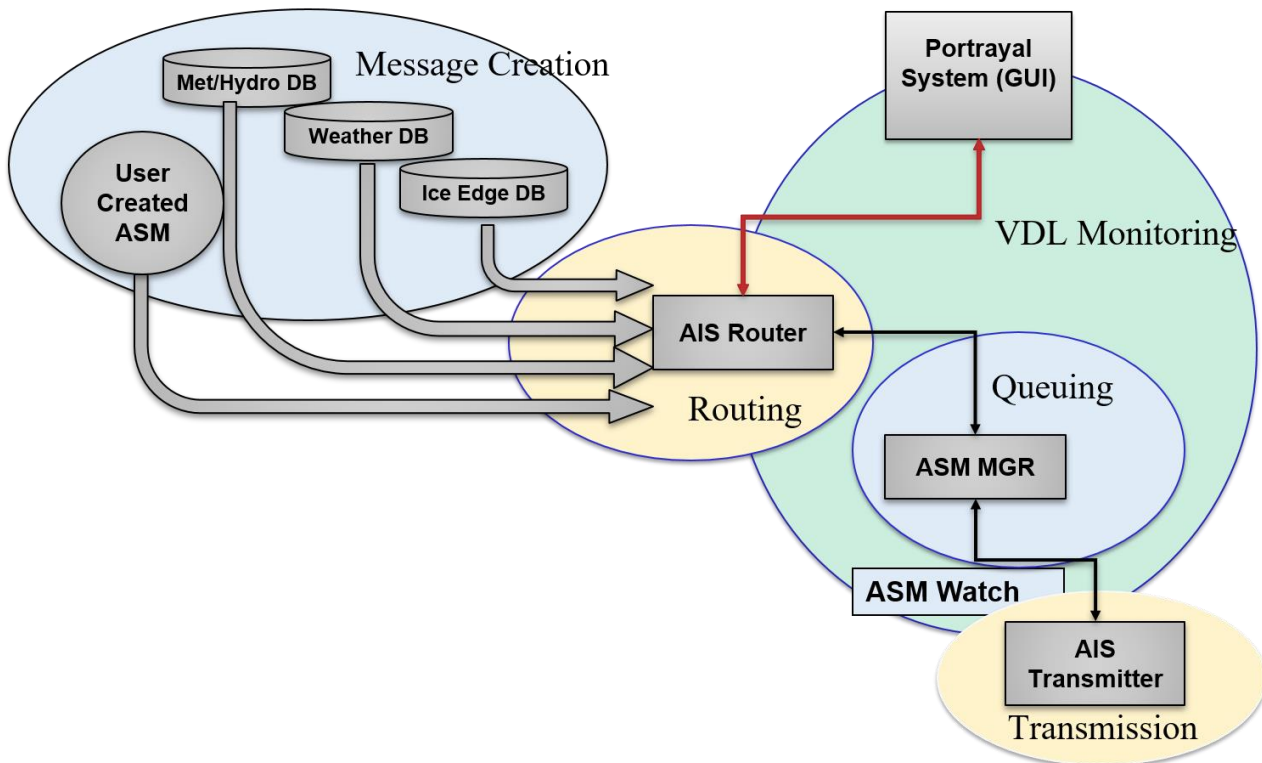 Message Creation
Met/Hydro DB
Weather DB
Ice Edge DB
User
Created
ASM
Portrayal
System (GUI)
VDL Monitoring
AIS Router
Routing
Queuing
ASM MGR
ASM Watch
AIS
Transmitter
Transmission